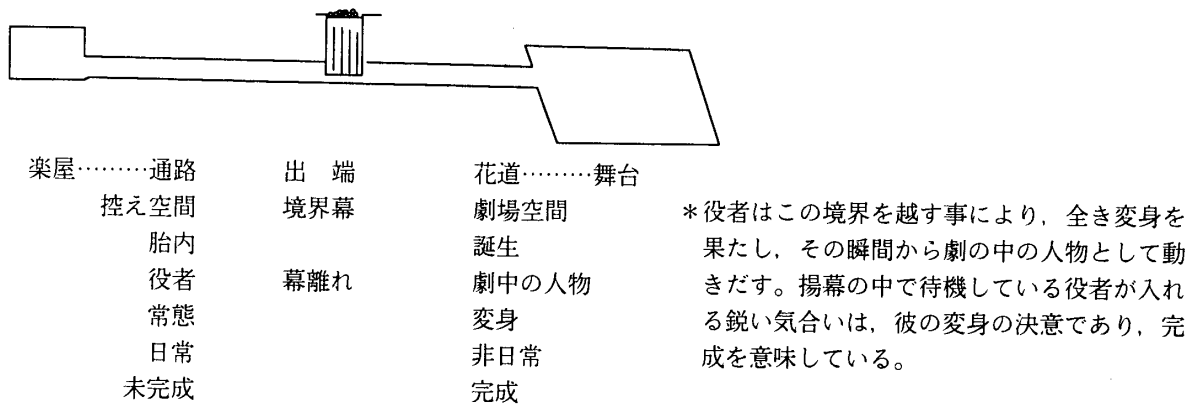 楽屋………通路 出 端 花道………舞台
控え空間 境界幕 劇場空間
胎内 誕生
役者 幕離れ 劇中の人物
常態 変身
日常 非日常
未完成 完成
*役者はこの境界を越す事により，全き変身を
果たし，その瞬間から劇の中の人物として動
きだす。揚幕の中で待機している役者が入れ
る鋭い気合いは，彼の変身の決意であり，完
成を意味している。